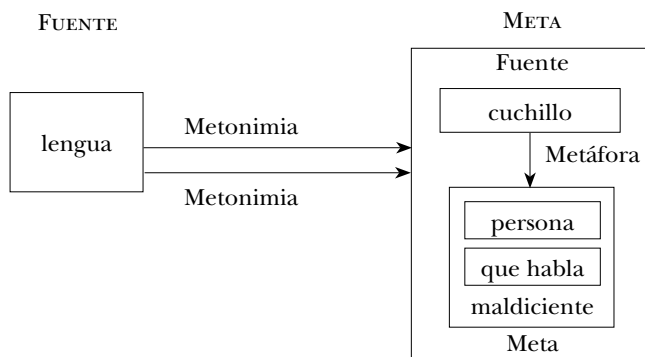 FUENTE
META
Fuente
cuchillo
Metonimia
lengua
Metáfora
Metonimia
persona
que habla
maldiciente
Meta